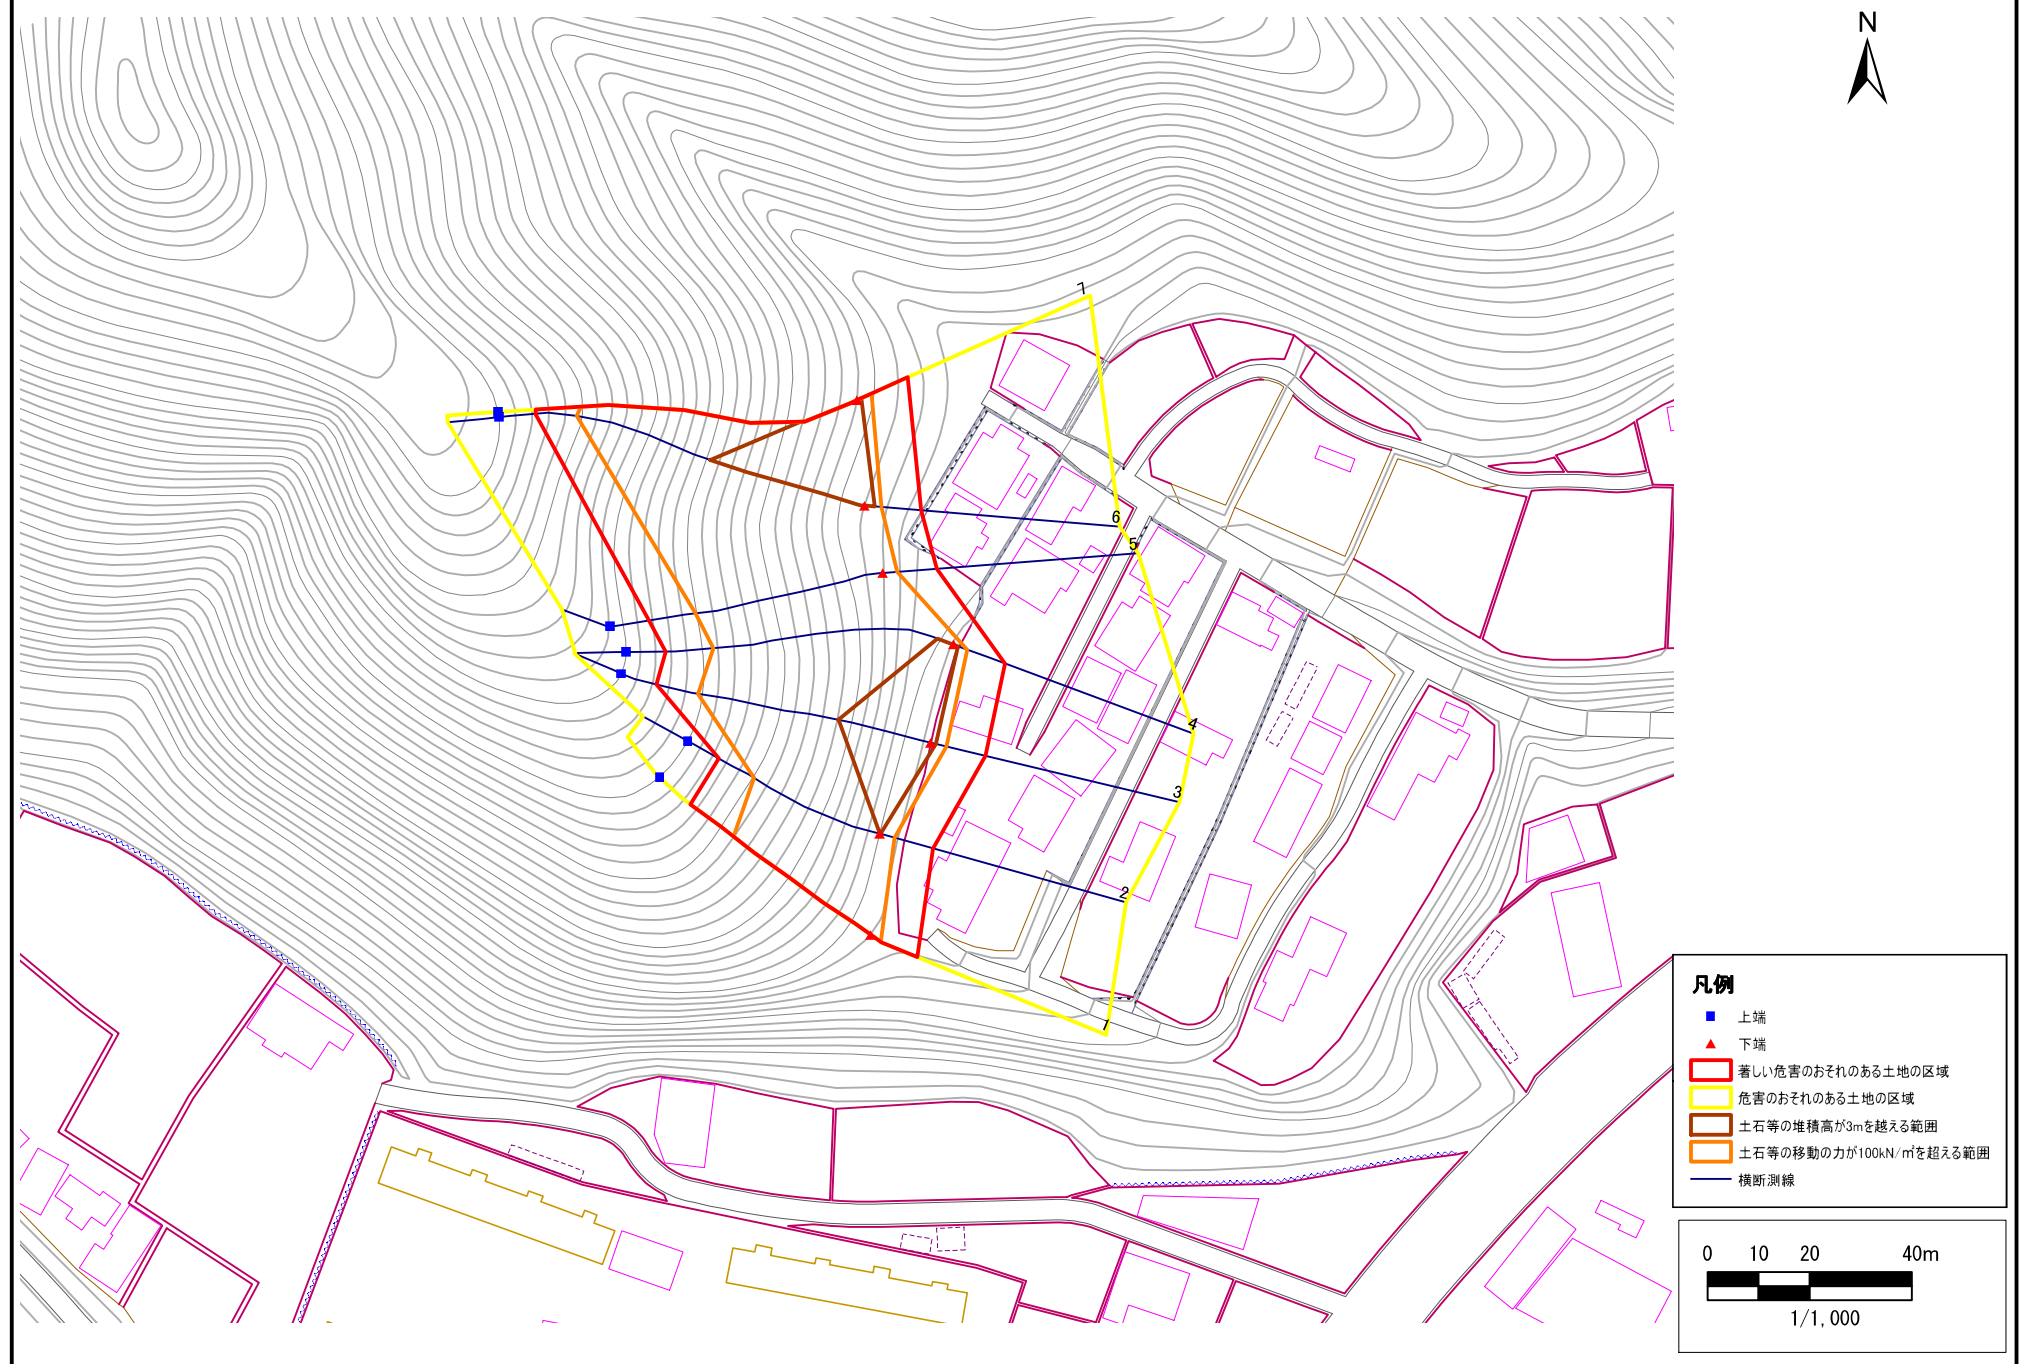 N
7
6
5
4
3
2
1
凡例
上端
下端
著しい危害のおそれのある土地の区域
危害のおそれのある土地の区域
土石等の堆積高が3mを越える範囲
土石等の移動の力が100kN/㎡を超える範囲
横断測線
0 10 20 40m
1/1,000